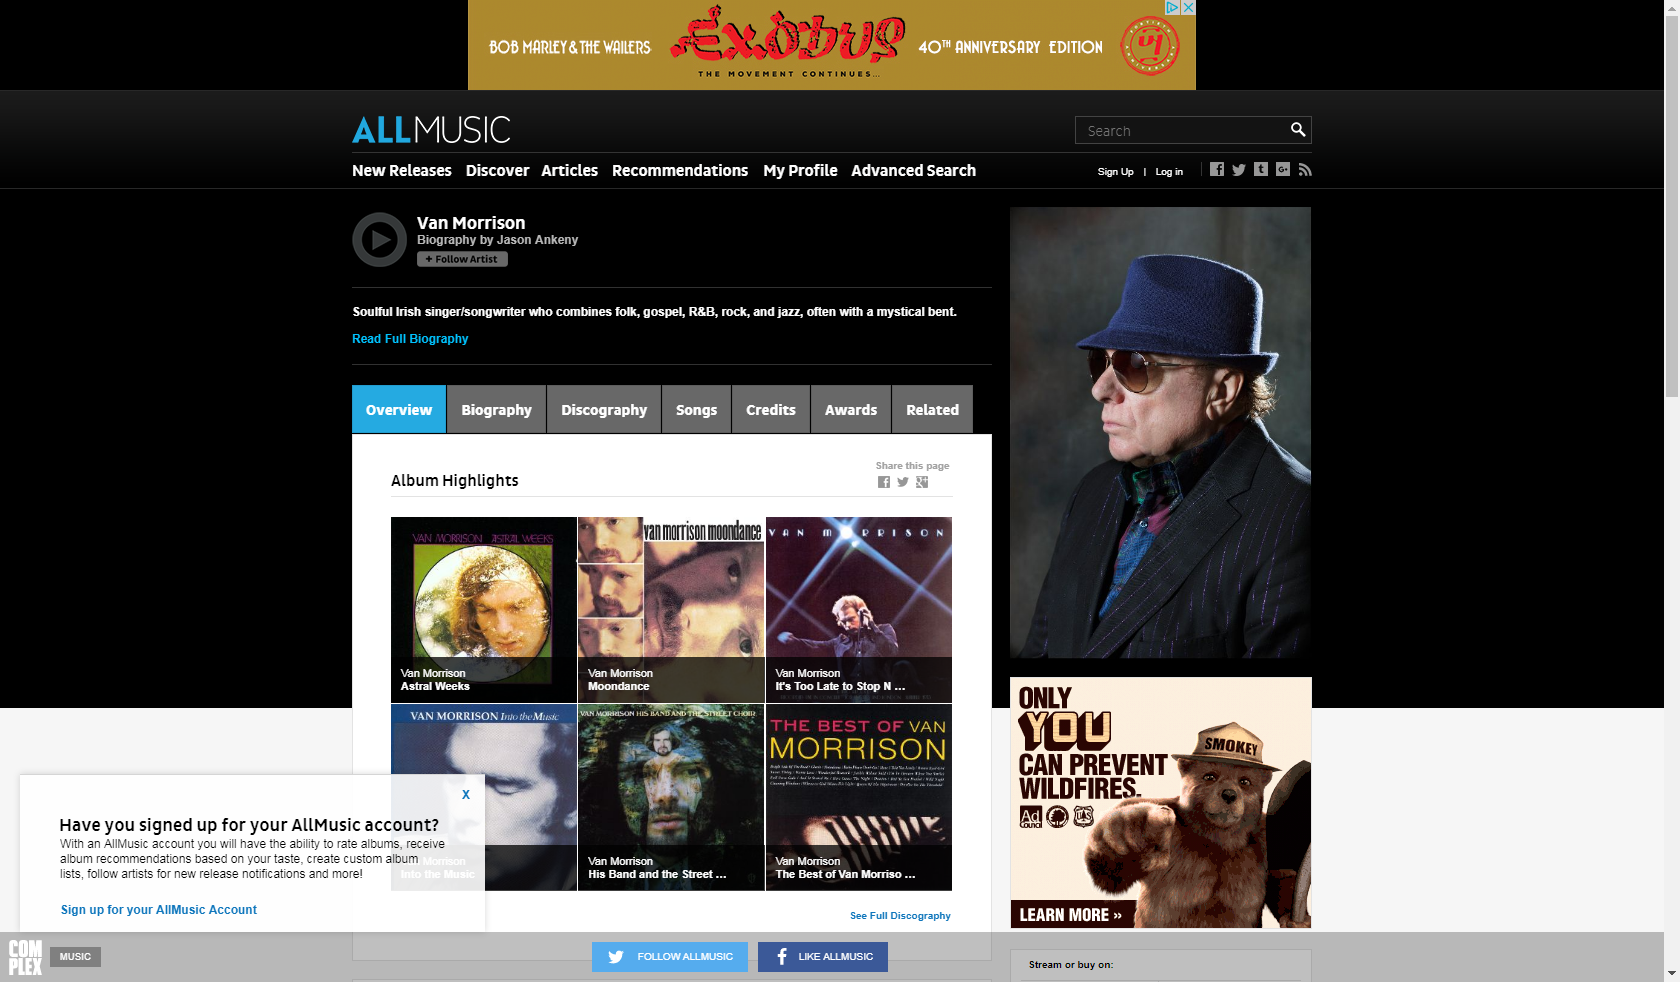 BOB MARLEY & THE WAILERS
Exodus
THE MOVEMENT CONTINUES...
40TH ANNIVERSARY EDITION
ALLMUSIC
Search
New Releases Discover Articles Recommendations My Profile Advanced Search
Sign Up | Log in
Van Morrison
Biography by Jason Ankeny
+ Follow Artist
Soulful Irish singer/songwriter who combines folk, gospel, R&B, rock, and jazz, often with a mystical bent.
Read Full Biography
Overview Biography Discography Songs Credits Awards Related
Album Highlights
Share this page
VAN MORRISON ASTRAL WEEKS
Van Morrison
Astral Weeks
van morrison moondance
Van Morrison
Moondance
VAN MORRISON
Van Morrison
It's Too Late to Stop N ...
VAN MORRISON Into the Music
Van Morrison
Into the Music
VAN MORRISON HIS BAND AND THE STREET CHOIR
Van Morrison
His Band and the Street ...
THE BEST OF VAN
MORRISON
Van Morrison
The Best of Van Morriso ...
See Full Discography
ONLY
YOU
CAN PREVENT
WILDFIRES.
SMOKEY
Ad
Council
UAS
LEARN MORE »
X
Have you signed up for your AllMusic account?
With an AllMusic account you will have the ability to rate albums, receive
album recommendations based on your taste, create custom album
lists, follow artists for new release notifications and more!
Sign up for your AllMusic Account
COMPLEX
MUSIC
FOLLOW ALLMUSIC
LIKE ALLMUSIC
Stream or buy on: